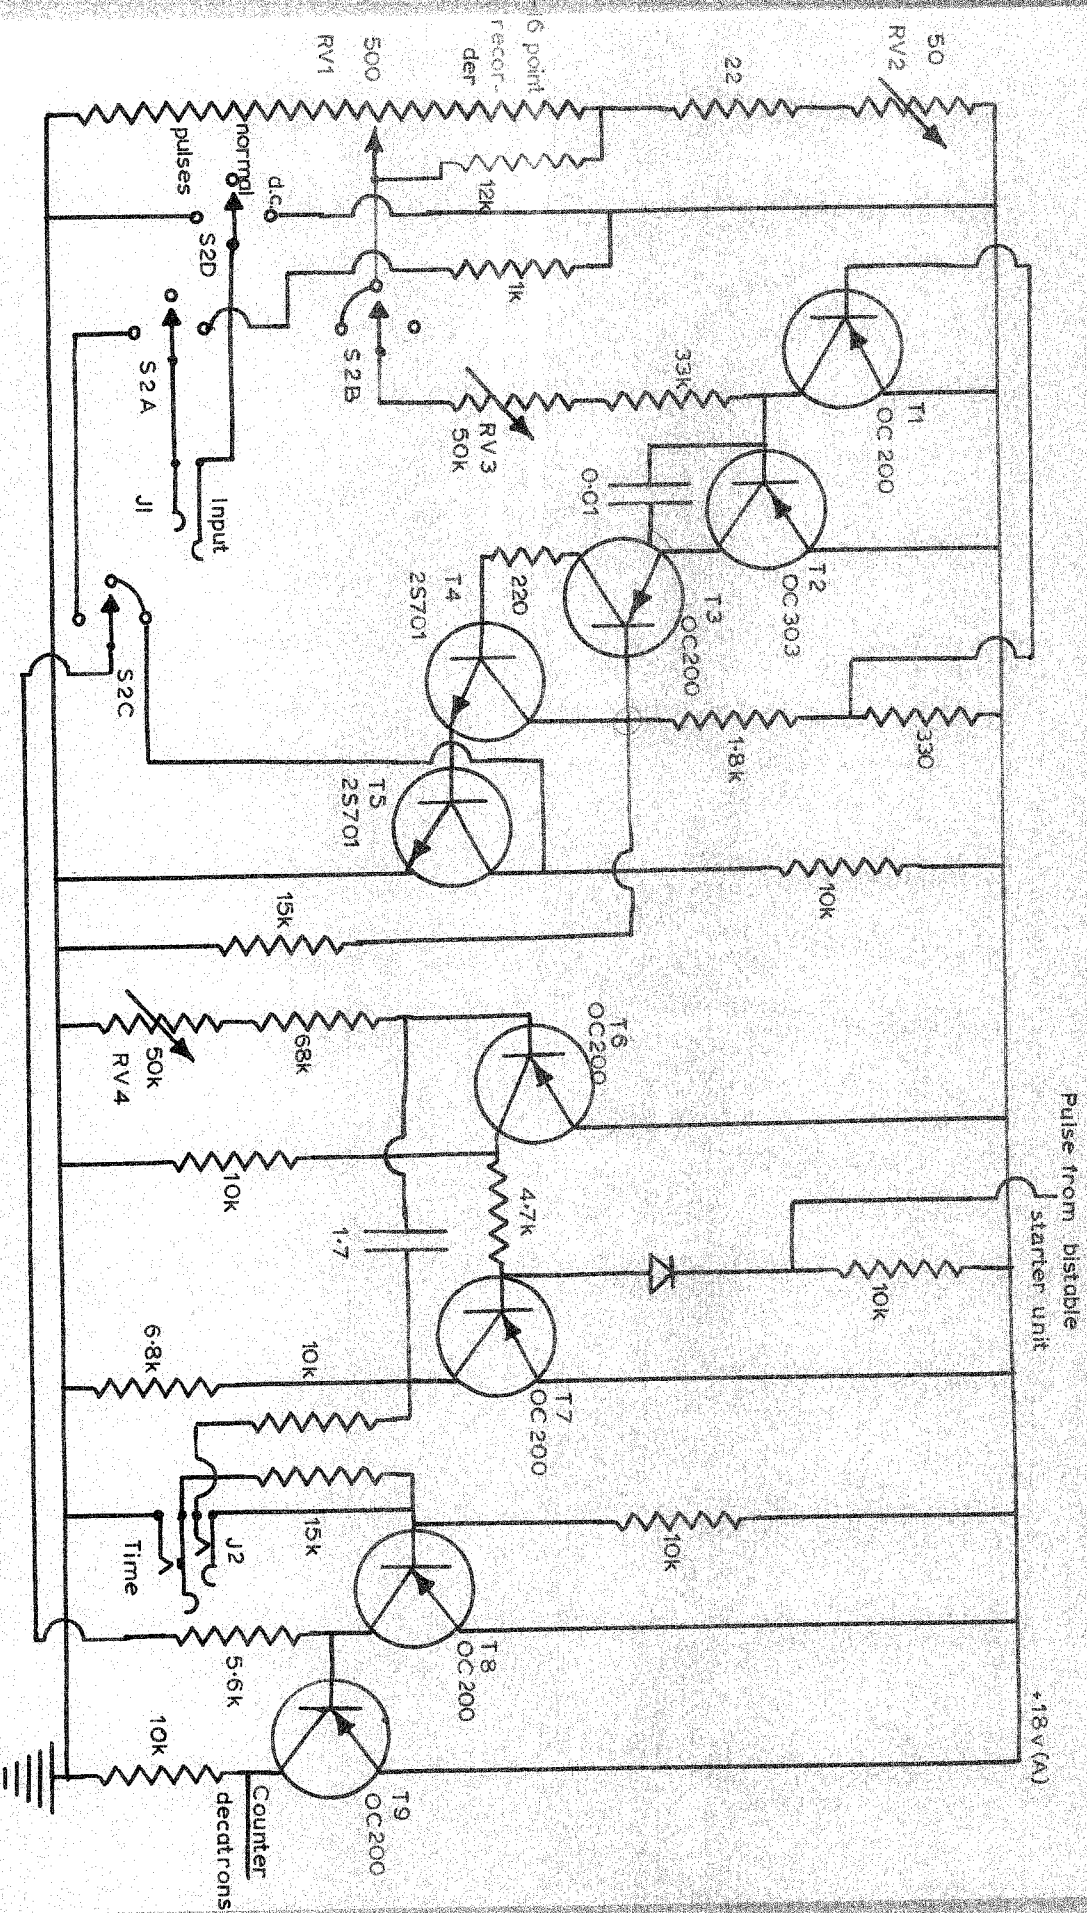 6 point
recor-
der
500
RV1
22
50
RV2
12k
normal
pulses
d.c.
S2D
1k
S2B
S2A
J1
Input
RV3
50k
33k
T1
OC200
0·01
T2
OC303
T3
OC200
220
T4
2S701
S2C
1·8k
330
T5
2S701
10k
15k
T6
OC200
68k
50k
RV4
10k
4·7k
1·7
Pulse from bistable
starter unit
10k
T7
OC200
6·8k
10k
15k
J2
Time
10k
T8
OC200
5·6k
T9
OC200
10k
Counter
decatrons
+18v(A)